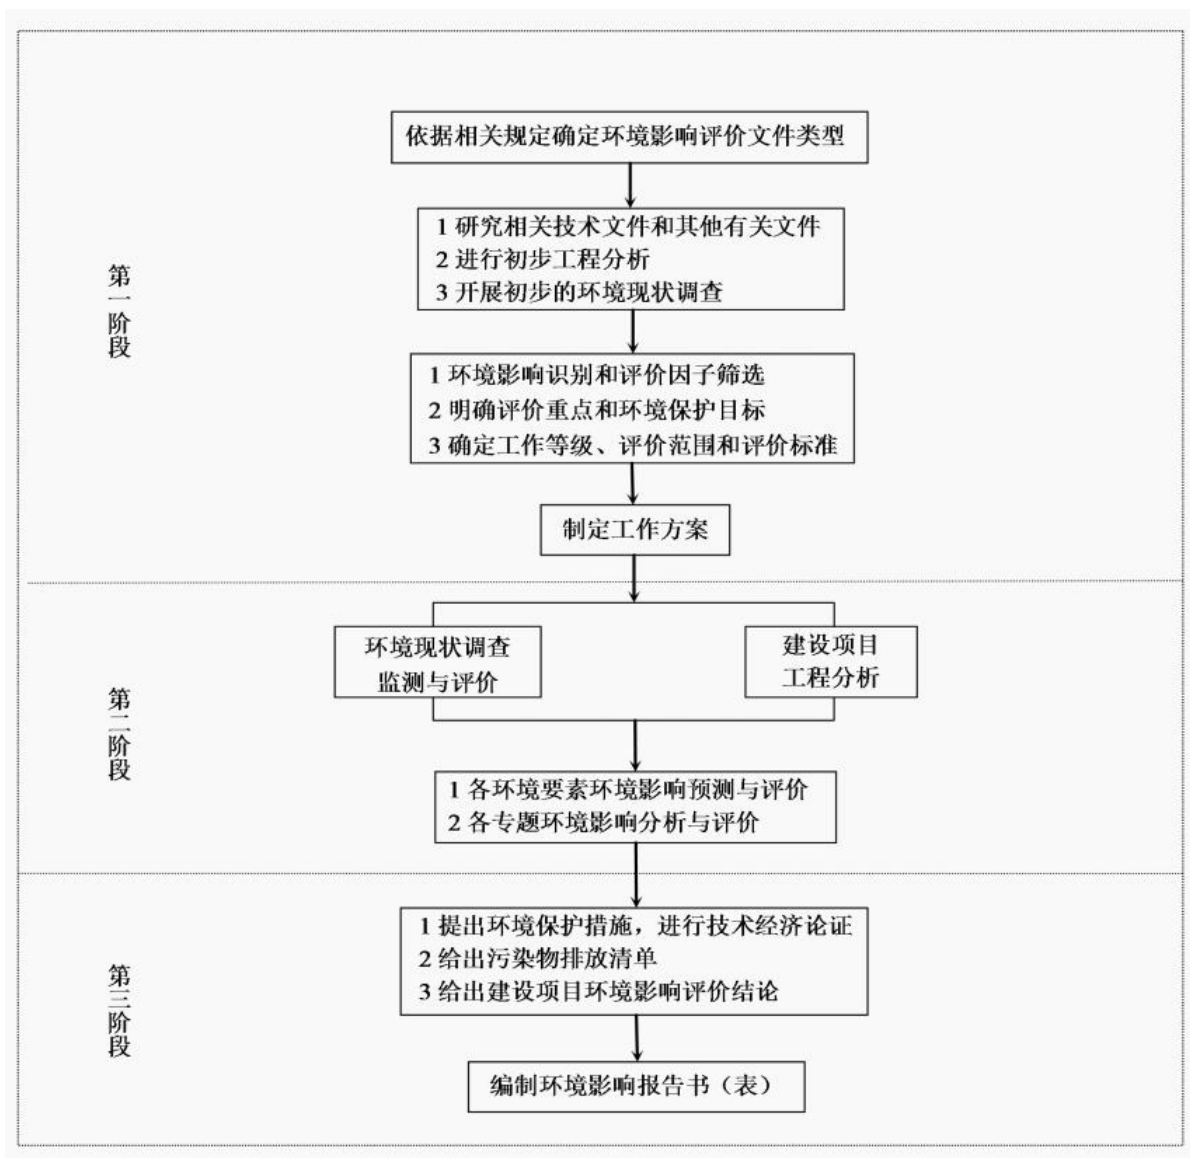 依据相关规定确定环境影响评价文件类型
1 研究相关技术文件和其他有关文件
2 进行初步工程分析
3 开展初步的环境现状调查
第一阶段
1 环境影响识别和评价因子筛选
2 明确评价重点和环境保护目标
3 确定工作等级、评价范围和评价标准
制定工作方案
环境现状调查
监测与评价
建设项目
工程分析
第二阶段
1 各环境要素环境影响预测与评价
2 各专题环境影响分析与评价
1 提出环境保护措施，进行技术经济论证
2 给出污染物排放清单
3 给出建设项目环境影响评价结论
第三阶段
编制环境影响报告书（表）